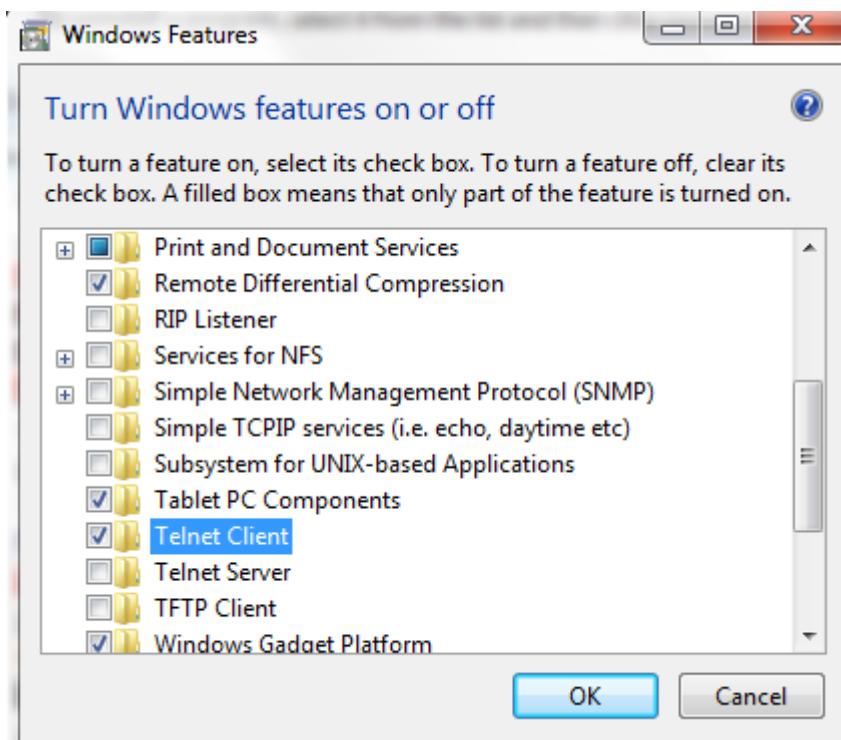 Windows Features
Turn Windows features on or off
To turn a feature on, select its check box. To turn a feature off, clear its
check box. A filled box means that only part of the feature is turned on.
Print and Document Services
Remote Differential Compression
RIP Listener
Services for NFS
Simple Network Management Protocol (SNMP)
Simple TCPIP services (i.e. echo, daytime etc)
Subsystem for UNIX-based Applications
Tablet PC Components
Telnet Client
Telnet Server
TFTP Client
Windows Gadget Platform
OK
Cancel